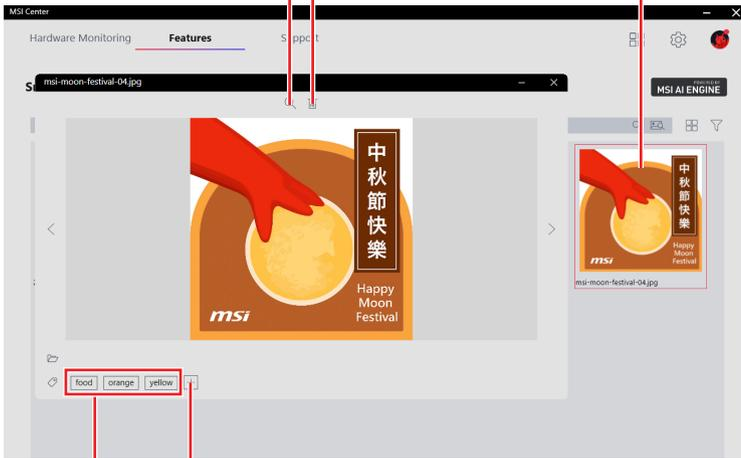 MSI Center
Hardware Monitoring
Features
Support
POWERED BY
MSI AI ENGINE
msi-moon-festival-04.jpg
中秋節快樂
msi
Happy
Moon
Festival
中秋節快樂
msi
Happy
Moon
Festival
msi-moon-festival-04.jpg
food
orange
yellow